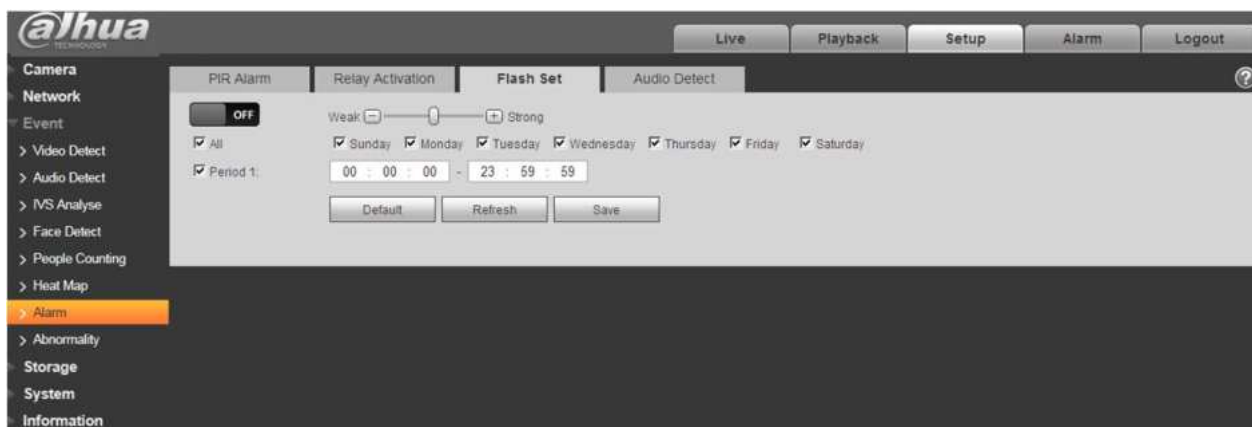 alhua
TECHNOLOGY
Live Playback Setup Alarm Logout
Camera
Network
Event
Video Detect
Audio Detect
IVS Analyse
Face Detect
People Counting
Heat Map
Alarm
Abnormality
Storage
System
Information
PIR Alarm Relay Activation Flash Set Audio Detect
OFF Weak Strong
All Sunday Monday Tuesday Wednesday Thursday Friday Saturday
Period 1: 00 : 00 : 00 - 23 : 59 : 59
Default Refresh Save